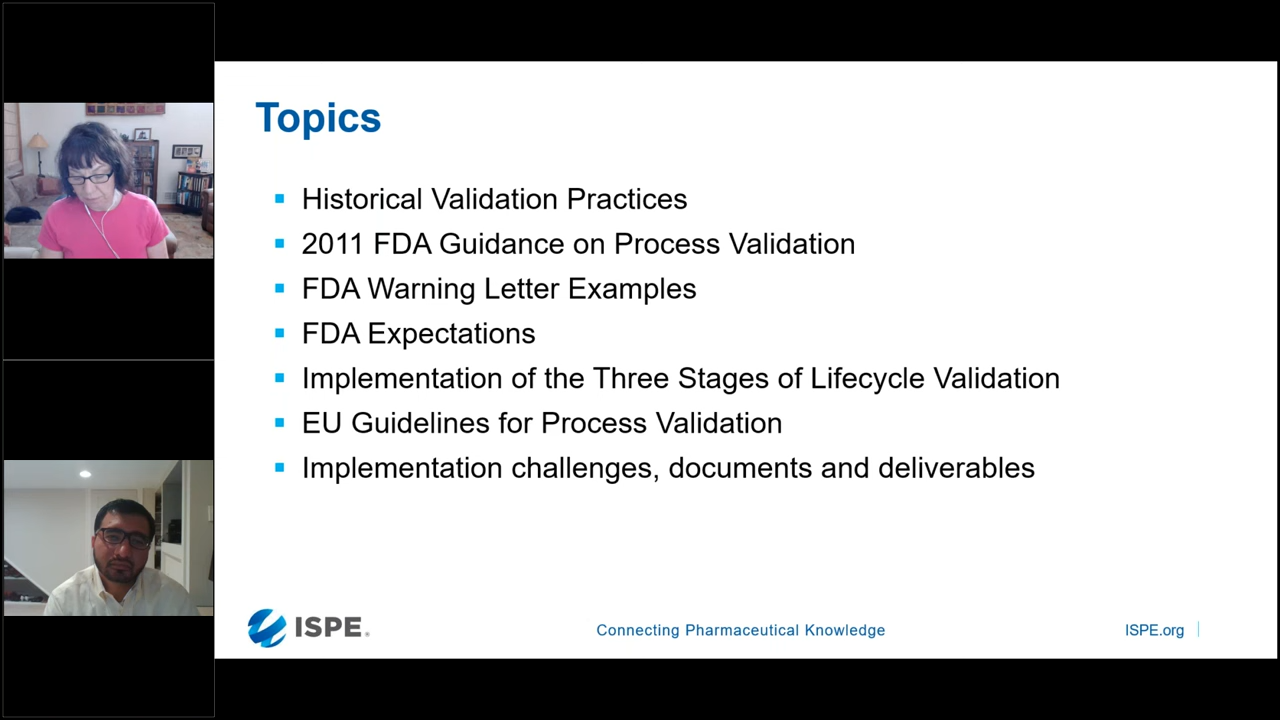 Topics
Historical Validation Practices
2011 FDA Guidance on Process Validation
FDA Warning Letter Examples
FDA Expectations
Implementation of the Three Stages of Lifecycle Validation
EU Guidelines for Process Validation
Implementation challenges, documents and deliverables
ISPE®
Connecting Pharmaceutical Knowledge
ISPE.org